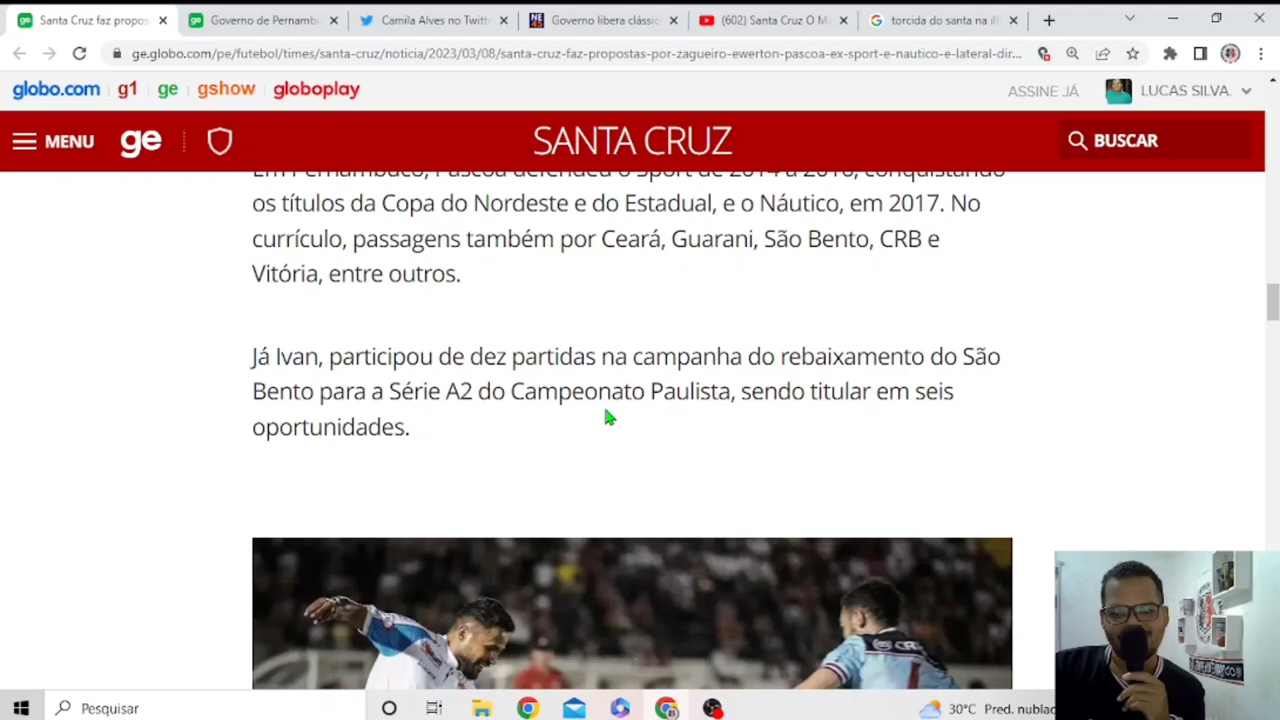 Santa Cruz faz propos
Governo de Pernambu
Camila Alves no Twitte
Governo libera clássic
(602) Santa Cruz O Ma
torcida do santa na ilh
ge.globo.com/pe/futebol/times/santa-cruz/noticia/2023/03/08/santa-cruz-faz-propostas-por-zagueiro-ewerton-pascoa-ex-sport-e-nautico-e-lateral-dir...
globo.com g1 ge gshow globoplay
ASSINE JÁ
LUCAS SILVA.
MENU
ge
SANTA CRUZ
BUSCAR
Em Pernambuco, Páscoa defendeu o Sport de 2014 a 2016, conquistando
os títulos da Copa do Nordeste e do Estadual, e o Náutico, em 2017. No
currículo, passagens também por Ceará, Guarani, São Bento, CRB e
Vitória, entre outros.
Já Ivan, participou de dez partidas na campanha do rebaixamento do São
Bento para a Série A2 do Campeonato Paulista, sendo titular em seis
oportunidades.
Pesquisar
30°C Pred. nublac